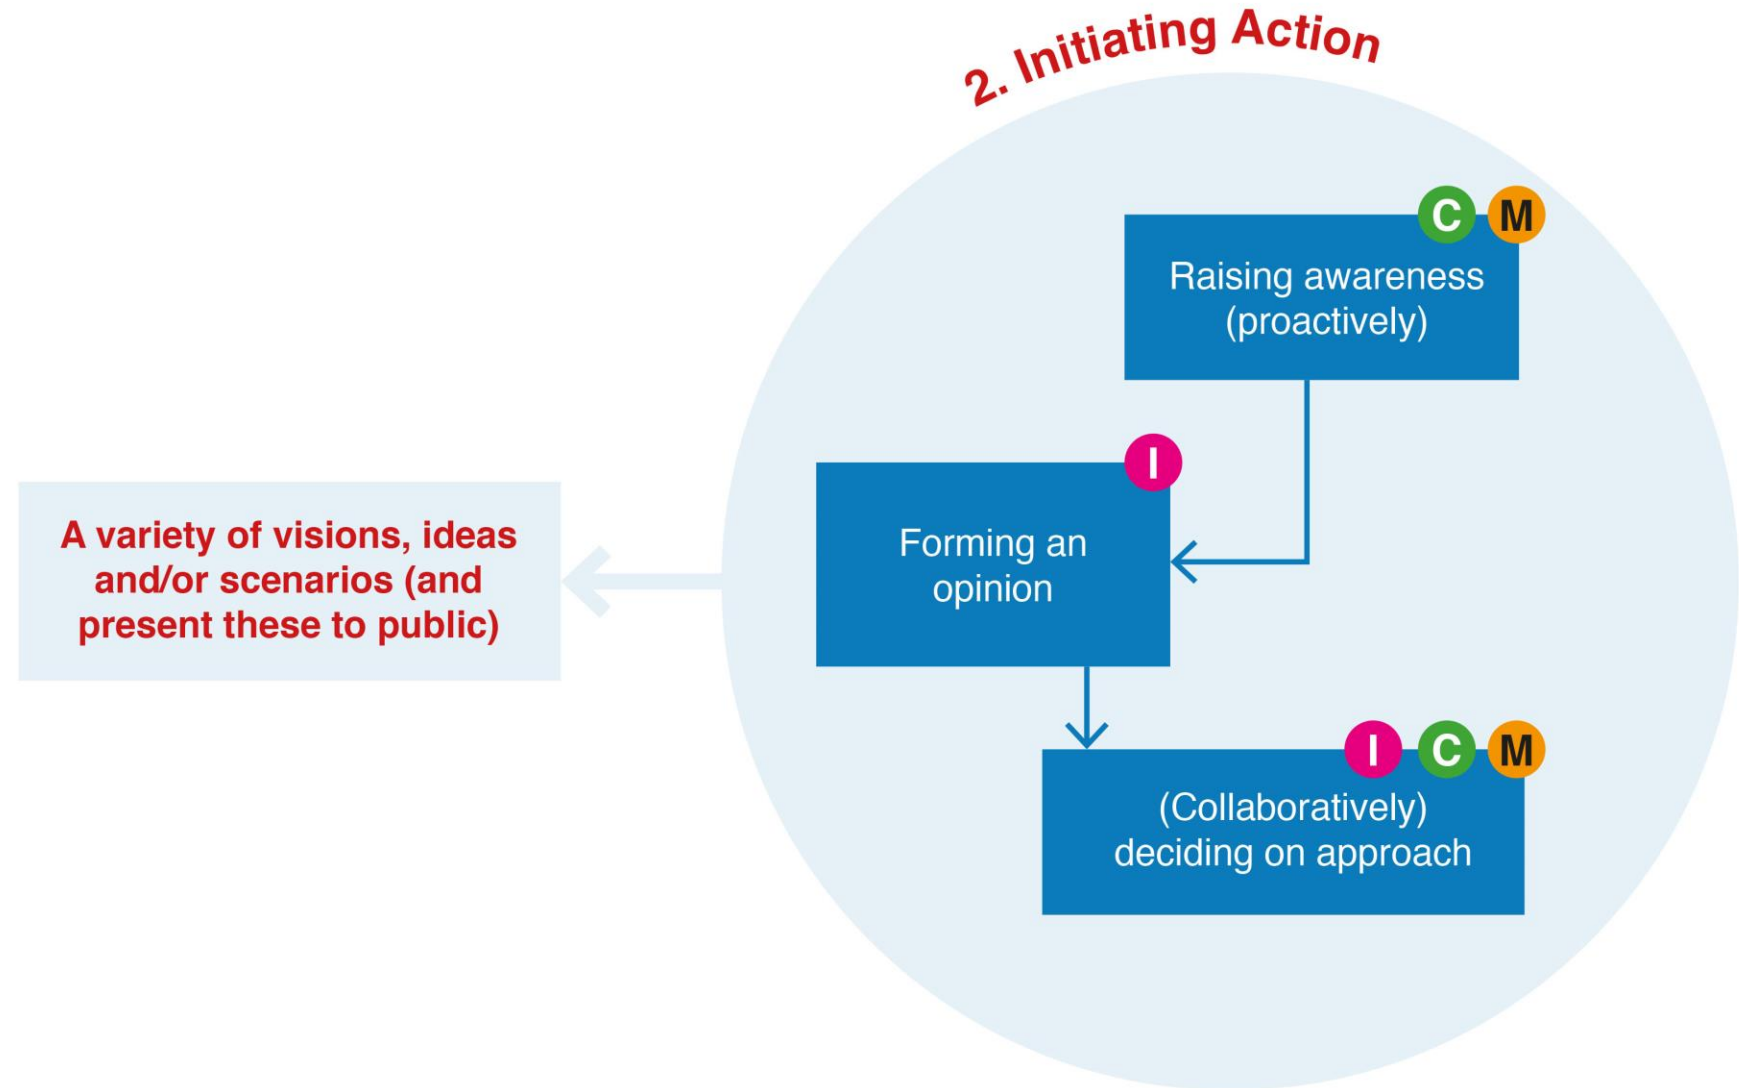 2. Initiating Action
C M
Raising awareness
(proactively)
I
Forming an
opinion
A variety of visions, ideas
and/or scenarios (and
present these to public)
I C M
(Collaboratively)
deciding on approach